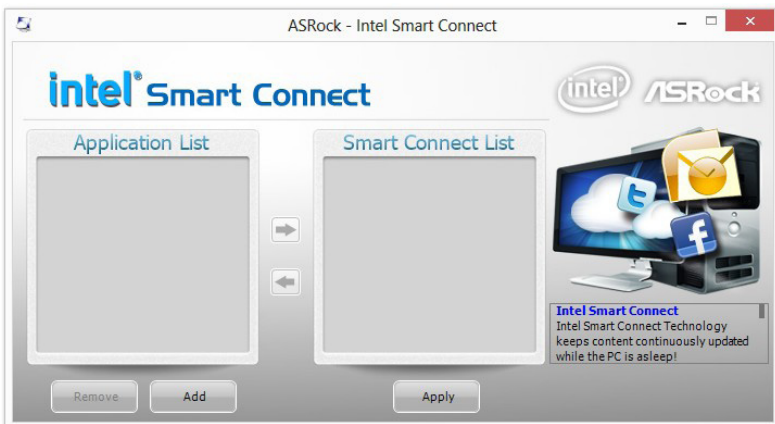 ASRock - Intel Smart Connect
intel Smart Connect
intel ASRock
Application List
Smart Connect List
Intel Smart Connect
Intel Smart Connect Technology
keeps content continuously updated
while the PC is asleep!
Remove
Add
Apply